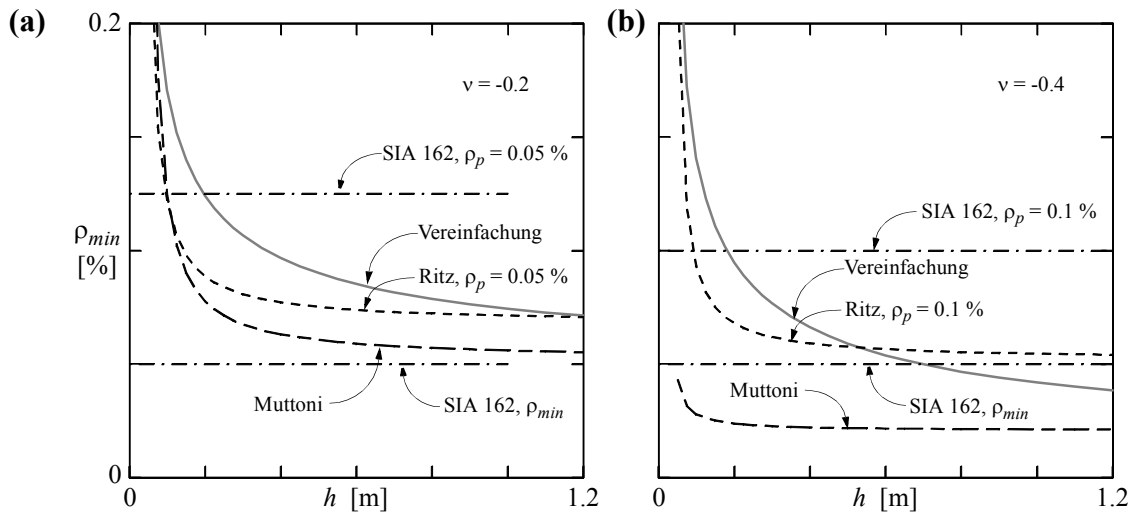 (a)
0.2
ν = -0.2
SIA 162, ρp = 0.05 %
Vereinfachung
ρmin
[%]
Ritz, ρp = 0.05 %
Muttoni
SIA 162, ρmin
0
0
h [m]
1.2
(b)
ν = -0.4
SIA 162, ρp = 0.1 %
Vereinfachung
Ritz, ρp = 0.1 %
Muttoni
SIA 162, ρmin
0
h [m]
1.2